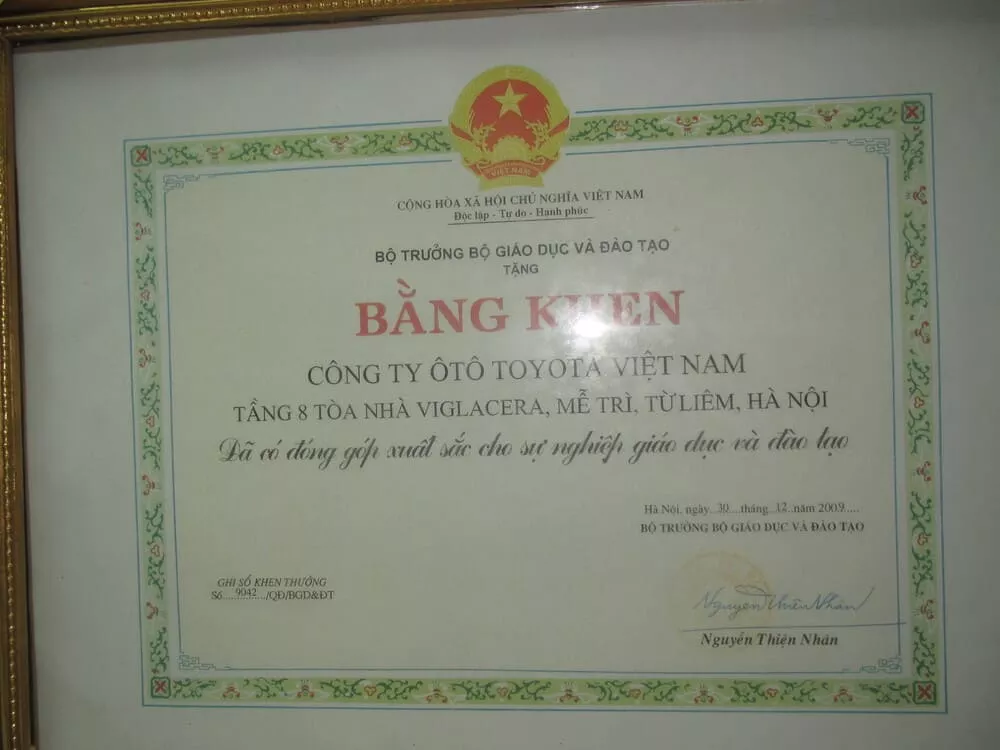 VIỆT NAM
CỘNG HÒA XÃ HỘI CHỦ NGHĨA VIỆT NAM
Độc lập - Tự do - Hạnh phúc
BỘ TRƯỞNG BỘ GIÁO DỤC VÀ ĐÀO TẠO
TẶNG
BẰNG KHEN
CÔNG TY ÔTÔ TOYOTA VIỆT NAM
TẦNG 8 TÒA NHÀ VIGLACERA, MỄ TRÌ, TỪ LIÊM, HÀ NỘI
Đã có đóng góp xuất sắc cho sự nghiệp giáo dục và đào tạo
Hà Nội, ngày 30 tháng 12 năm 2009
BỘ TRƯỞNG BỘ GIÁO DỤC VÀ ĐÀO TẠO
GHI SỔ KHEN THƯỞNG
Số 9042 /QĐ/BGD&ĐT
Nguyễn Thiện Nhân
Nguyễn Thiện Nhân